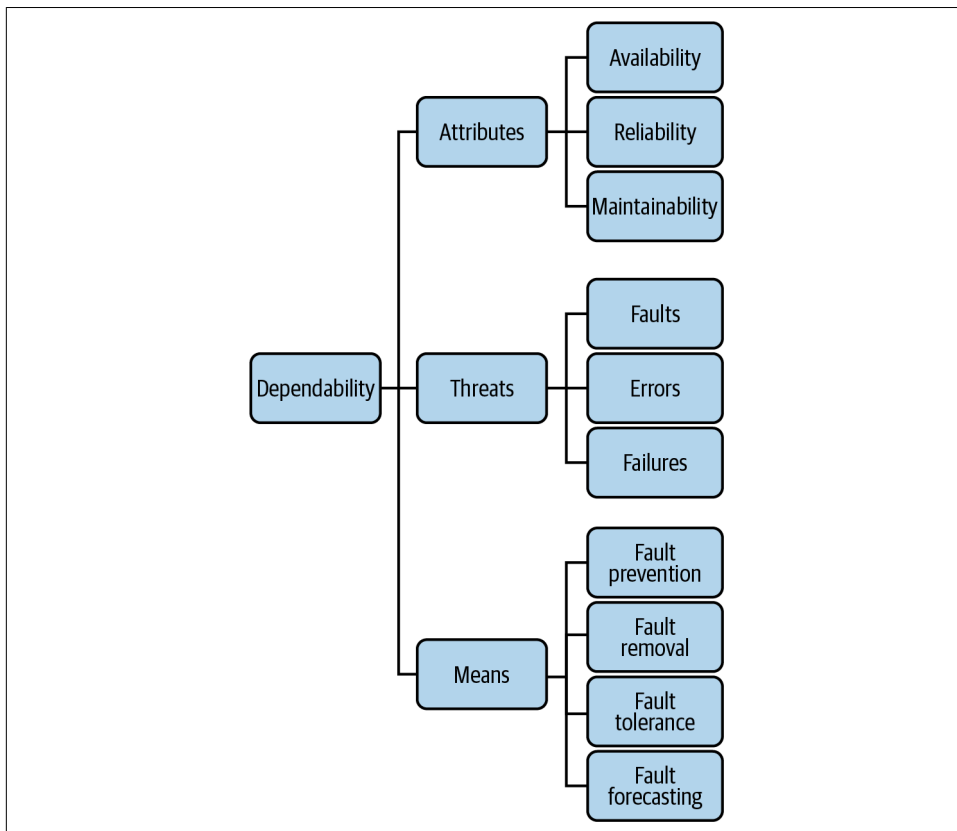 Availability
Attributes
Reliability
Maintainability
Faults
Dependability
Threats
Errors
Failures
Fault
prevention
Fault
removal
Means
Fault
tolerance
Fault
forecasting